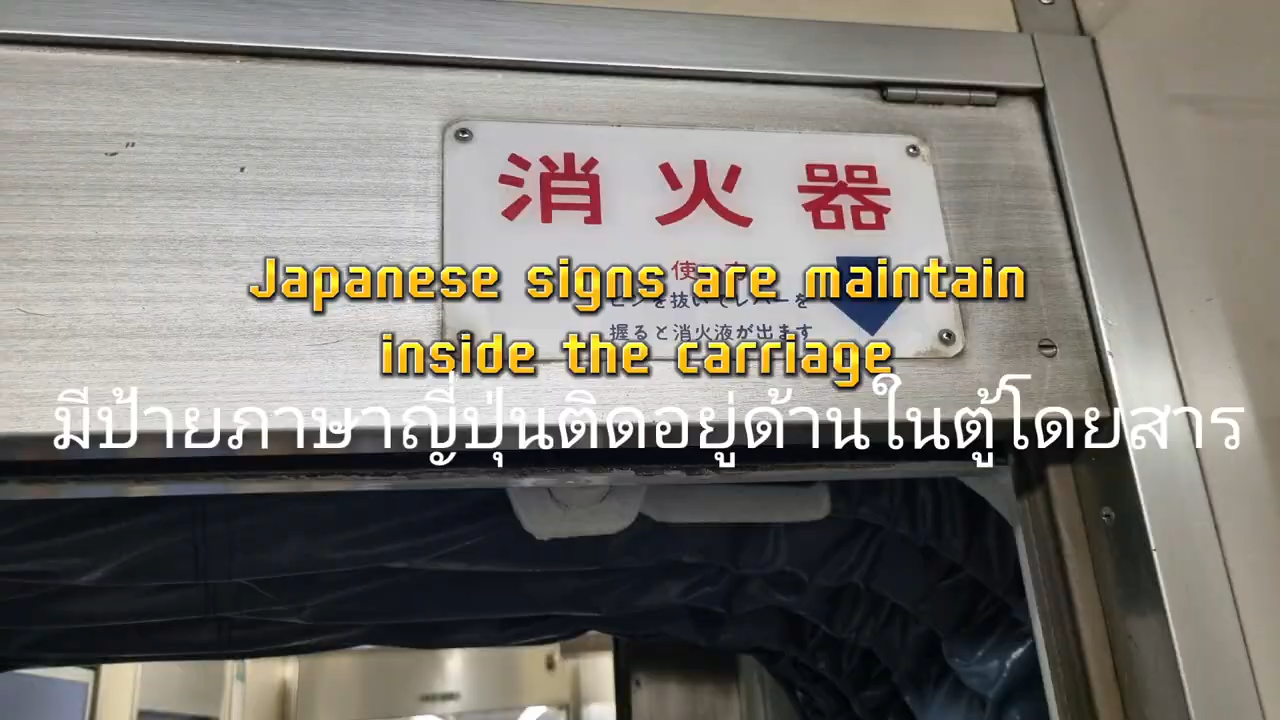 消火器
使い方
ピンを抜いてレバーを
握ると消火液が出ます
Japanese signs are maintain
inside the carriage
มีป้ายภาษาญี่ปุ่นติดอยู่ด้านในตู้โดยสาร